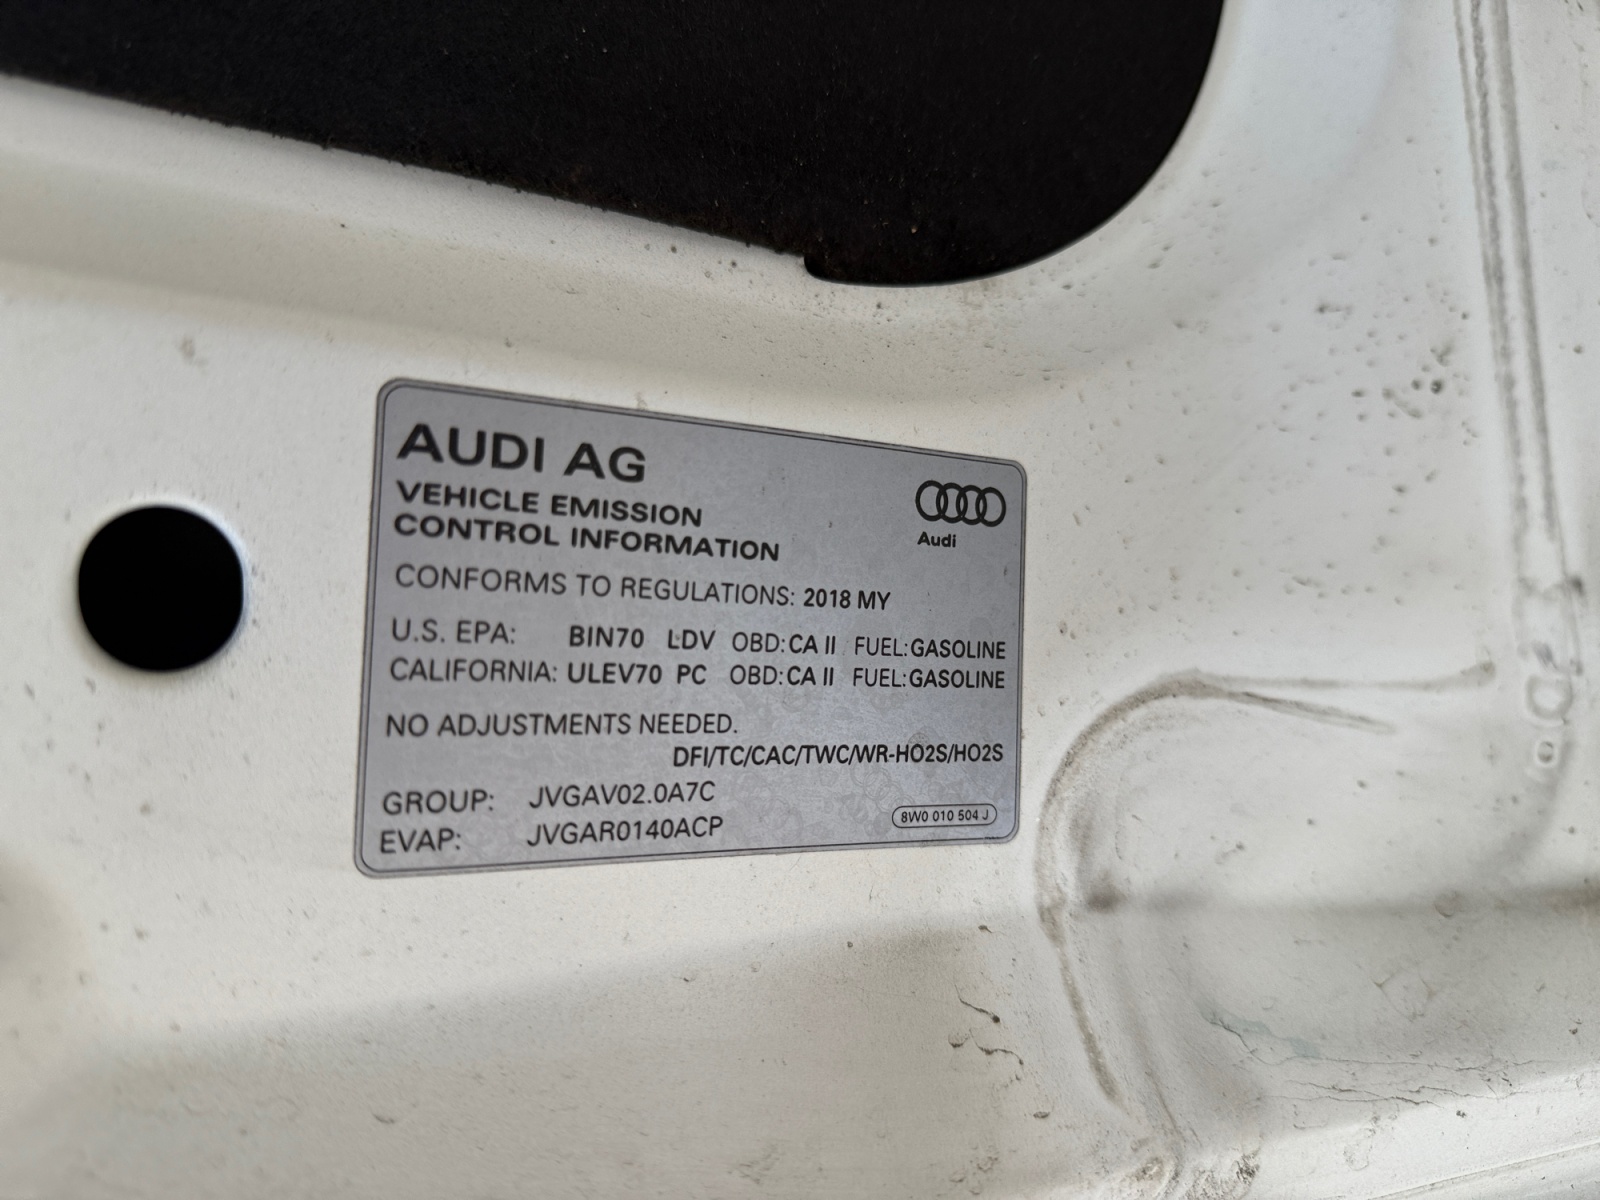 AUDI AG
VEHICLE EMISSION
CONTROL INFORMATION
Audi
CONFORMS TO REGULATIONS: 2018 MY
U.S. EPA: BIN70 LDV OBD:CA II FUEL:GASOLINE
CALIFORNIA: ULEV70 PC OBD:CA II FUEL:GASOLINE
NO ADJUSTMENTS NEEDED.
DFI/TC/CAC/TWC/WR-HO2S/HO2S
GROUP: JVGAV02.0A7C
EVAP: JVGAR0140ACP
8W0 010 504 J